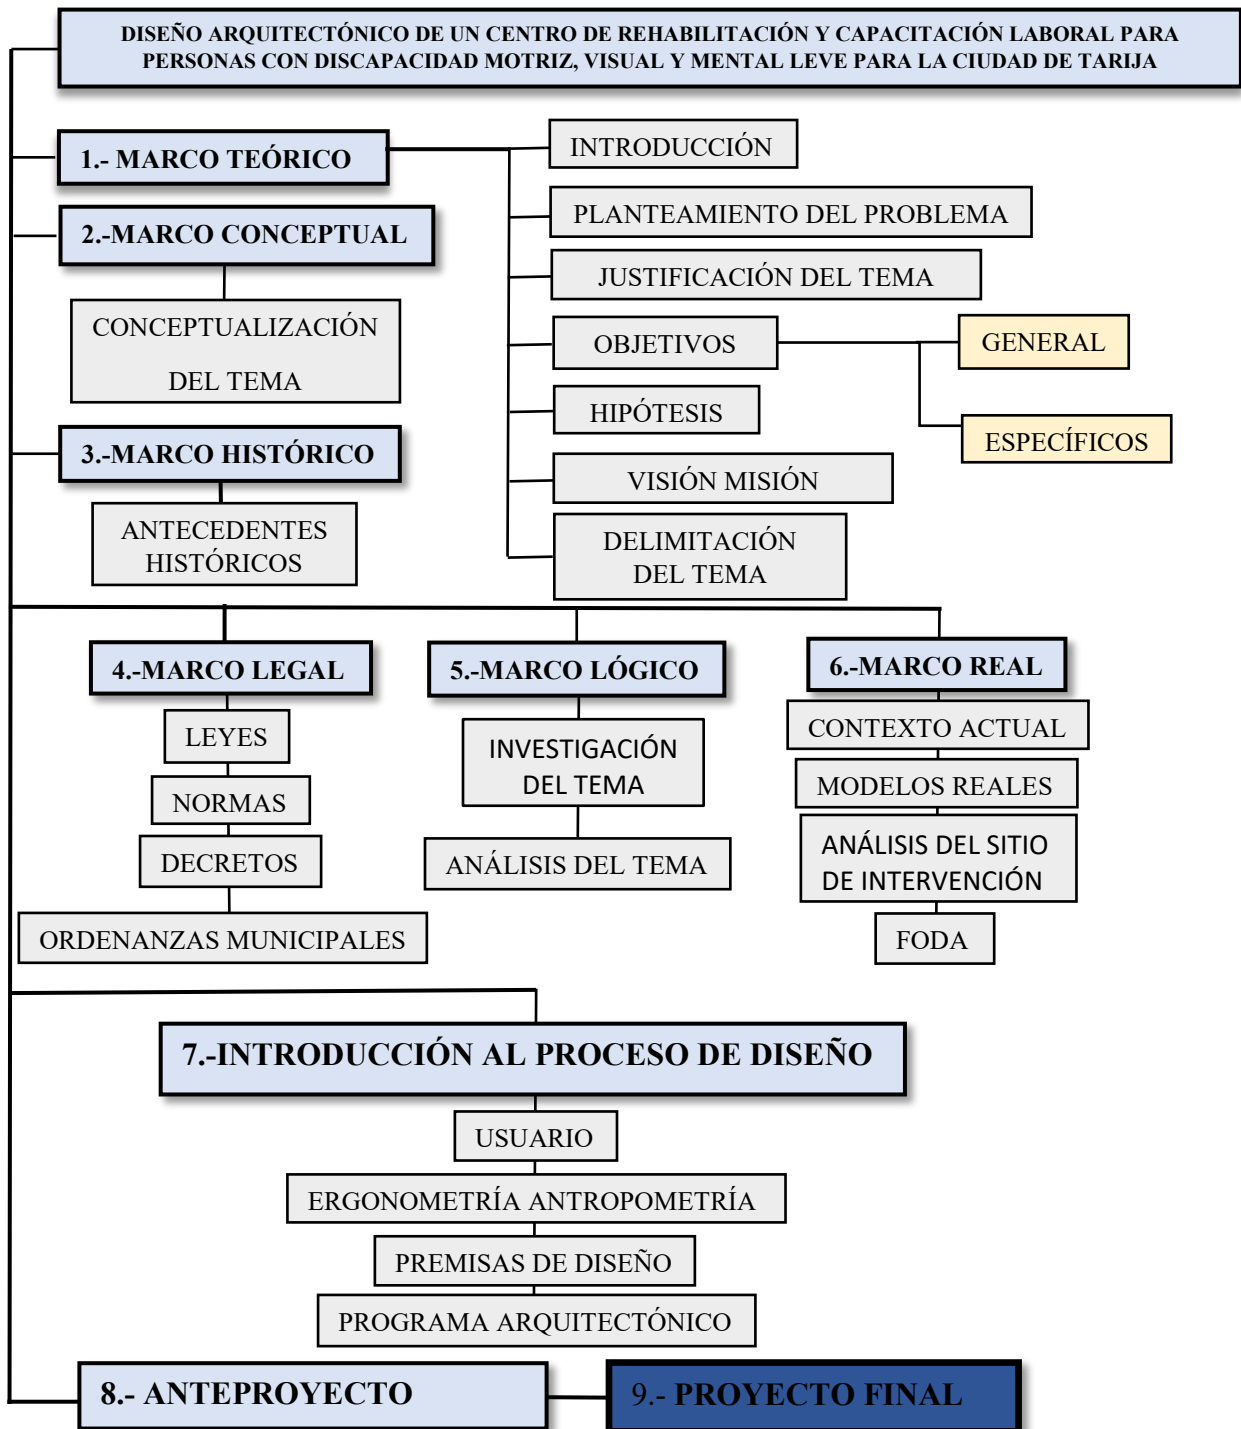 DISEÑO ARQUITECTÓNICO DE UN CENTRO DE REHABILITACIÓN Y CAPACITACIÓN LABORAL PARA
PERSONAS CON DISCAPACIDAD MOTRIZ, VISUAL Y MENTAL LEVE PARA LA CIUDAD DE TARIJA
1.- MARCO TEÓRICO
INTRODUCCIÓN
PLANTEAMIENTO DEL PROBLEMA
JUSTIFICACIÓN DEL TEMA
OBJETIVOS
GENERAL
ESPECÍFICOS
HIPÓTESIS
VISIÓN MISIÓN
DELIMITACIÓN
DEL TEMA
2.-MARCO CONCEPTUAL
CONCEPTUALIZACIÓN
DEL TEMA
3.-MARCO HISTÓRICO
ANTECEDENTES
HISTÓRICOS
4.-MARCO LEGAL
LEYES
NORMAS
DECRETOS
ORDENANZAS MUNICIPALES
5.-MARCO LÓGICO
INVESTIGACIÓN
DEL TEMA
ANÁLISIS DEL TEMA
6.-MARCO REAL
CONTEXTO ACTUAL
MODELOS REALES
ANÁLISIS DEL SITIO
DE INTERVENCIÓN
FODA
7.-INTRODUCCIÓN AL PROCESO DE DISEÑO
USUARIO
ERGONOMETRÍA ANTROPOMETRÍA
PREMISAS DE DISEÑO
PROGRAMA ARQUITECTÓNICO
8.- ANTEPROYECTO
9.- PROYECTO FINAL